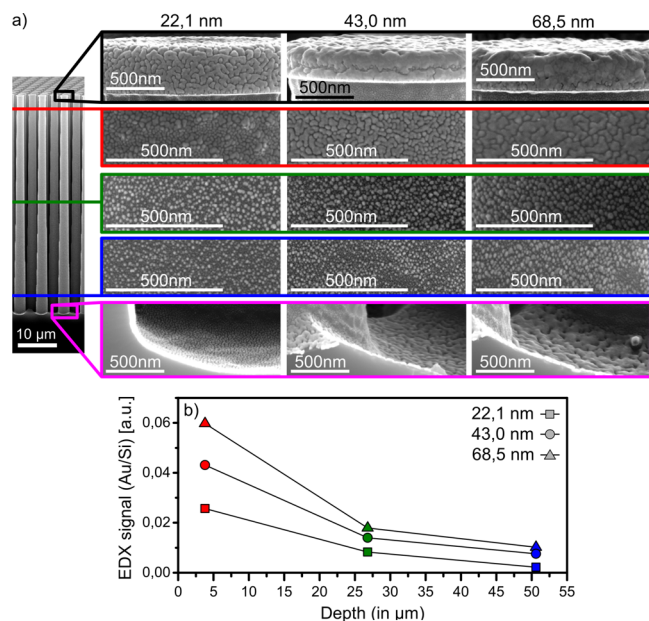 a)
22,1 nm 43,0 nm 68,5 nm
500nm 500nm 500nm
500nm 500nm 500nm
500nm 500nm 500nm
500nm 500nm 500nm
10 µm
500nm 500nm 500nm
b)
22,1 nm
43,0 nm
68,5 nm
EDX signal (Au/Si) [a.u.]
0,06
0,04
0,02
0,00
0 5 10 15 20 25 30 35 40 45 50 55
Depth (in µm)